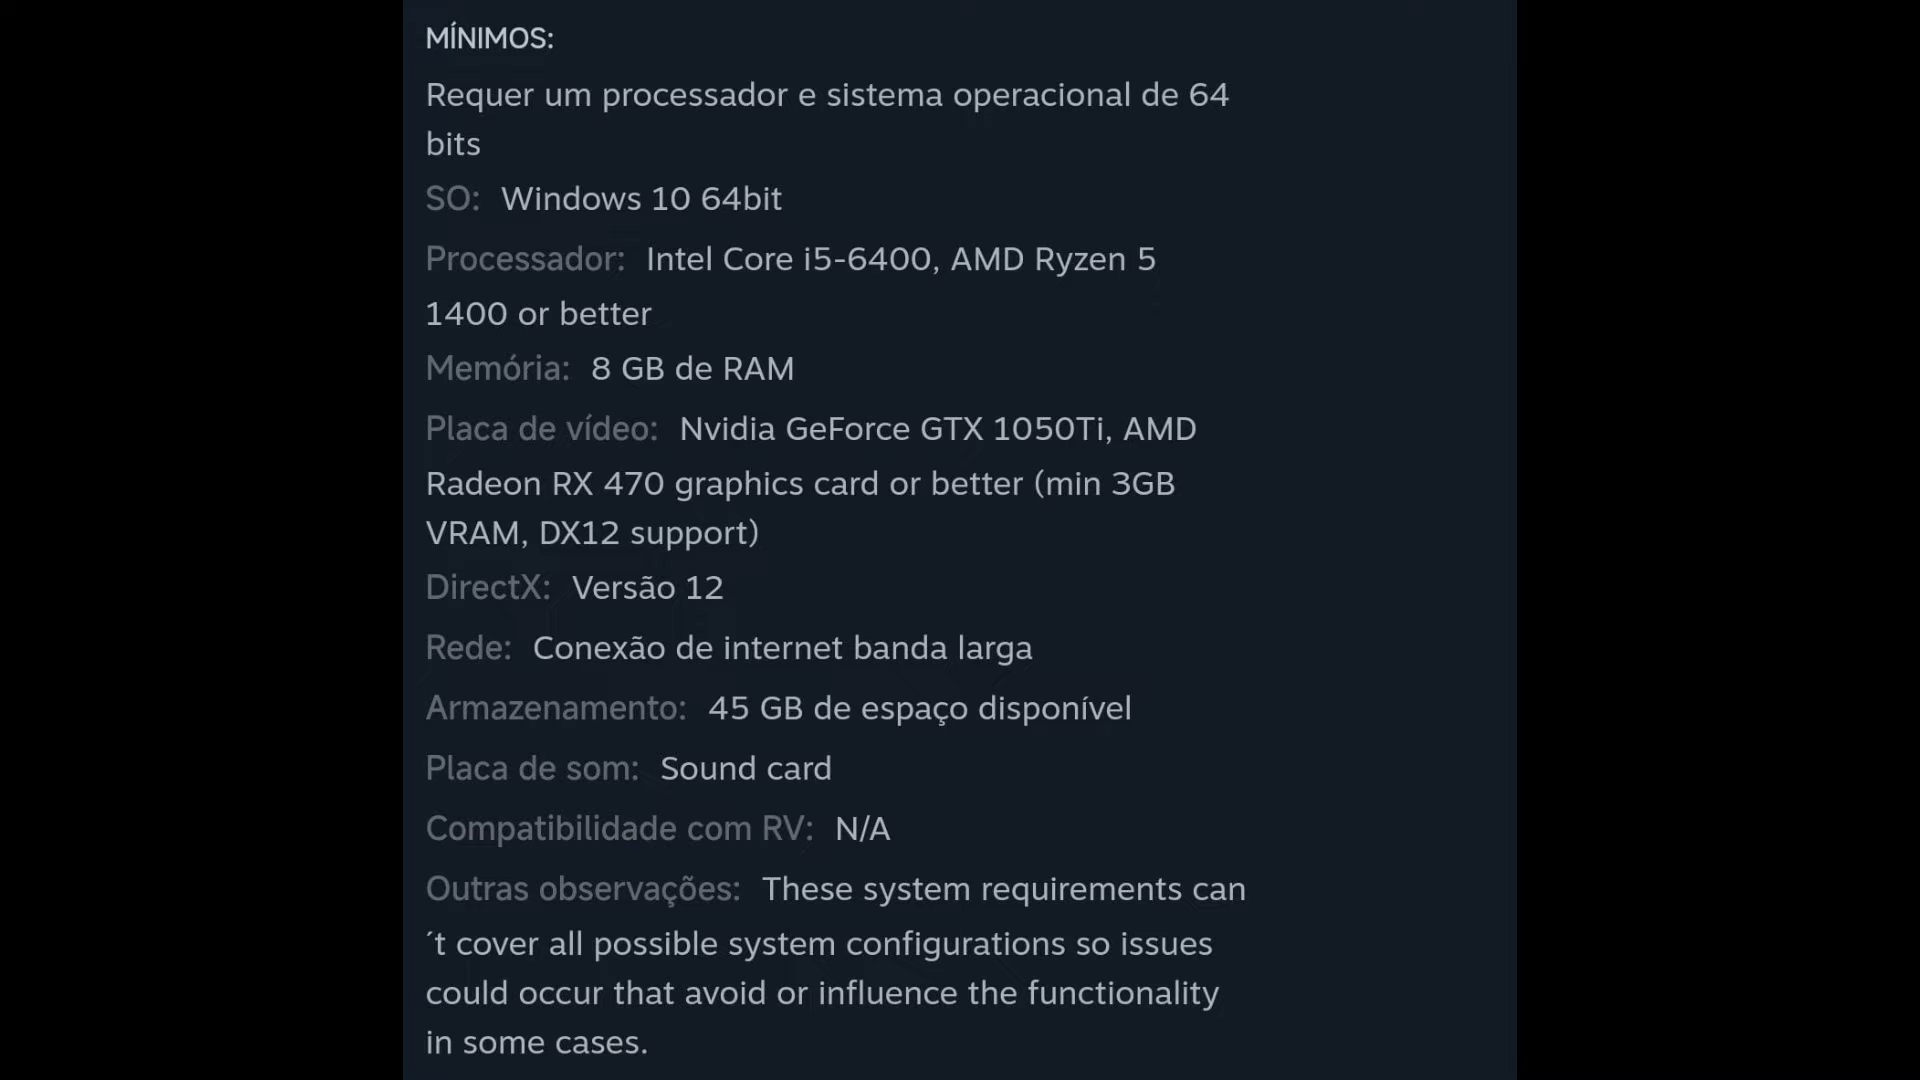 MÍNIMOS:
Requer um processador e sistema operacional de 64
bits
SO: Windows 10 64bit
Processador: Intel Core i5-6400, AMD Ryzen 5
1400 or better
Memória: 8 GB de RAM
Placa de vídeo: Nvidia GeForce GTX 1050Ti, AMD
Radeon RX 470 graphics card or better (min 3GB
VRAM, DX12 support)
DirectX: Versão 12
Rede: Conexão de internet banda larga
Armazenamento: 45 GB de espaço disponível
Placa de som: Sound card
Compatibilidade com RV: N/A
Outras observações: These system requirements can
´t cover all possible system configurations so issues
could occur that avoid or influence the functionality
in some cases.